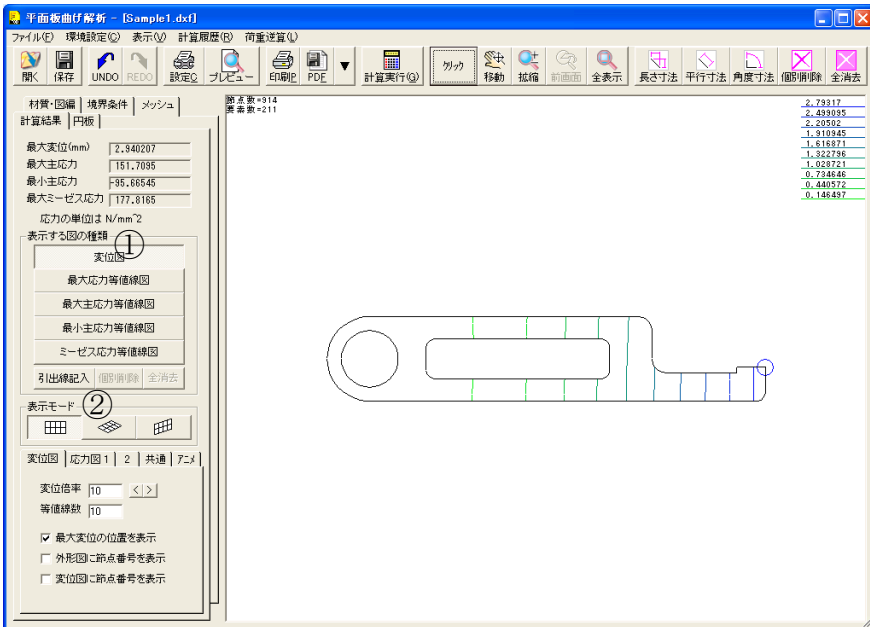 平面板曲げ解析 - [Sample1.dxf]
ファイル(F) 環境設定(C) 表示(V) 計算履歴(R) 荷重逆算(L)
開く 保存 UNDO REDO 設定C プレビュー 印刷P PDF 計算実行(G) クリック 移動 拡縮 前画面 全表示 長さ寸法 平行寸法 角度寸法 個別削除 全消去
材質・図編 境界条件 メッシュ
計算結果 円板
最大変位(mm) 2.940207
最大主応力 151.7095
最小主応力 -95.66545
最大ミーゼス応力 177.8165
応力の単位は N/mm^2
表示する図の種類
①
変位図
最大応力等値線図
最大主応力等値線図
最小主応力等値線図
ミーゼス応力等値線図
引出線記入 個別削除 全消去
表示モード ②
変位図 応力図1 2 共通 アニメ
変位倍率 10 < >
等値線数 10
最大変位の位置を表示
外形図に節点番号を表示
変位図に節点番号を表示
節点数=914
要素数=211
2.79317
2.499095
2.20502
1.910945
1.616871
1.322796
1.028721
0.734646
0.440572
0.146497